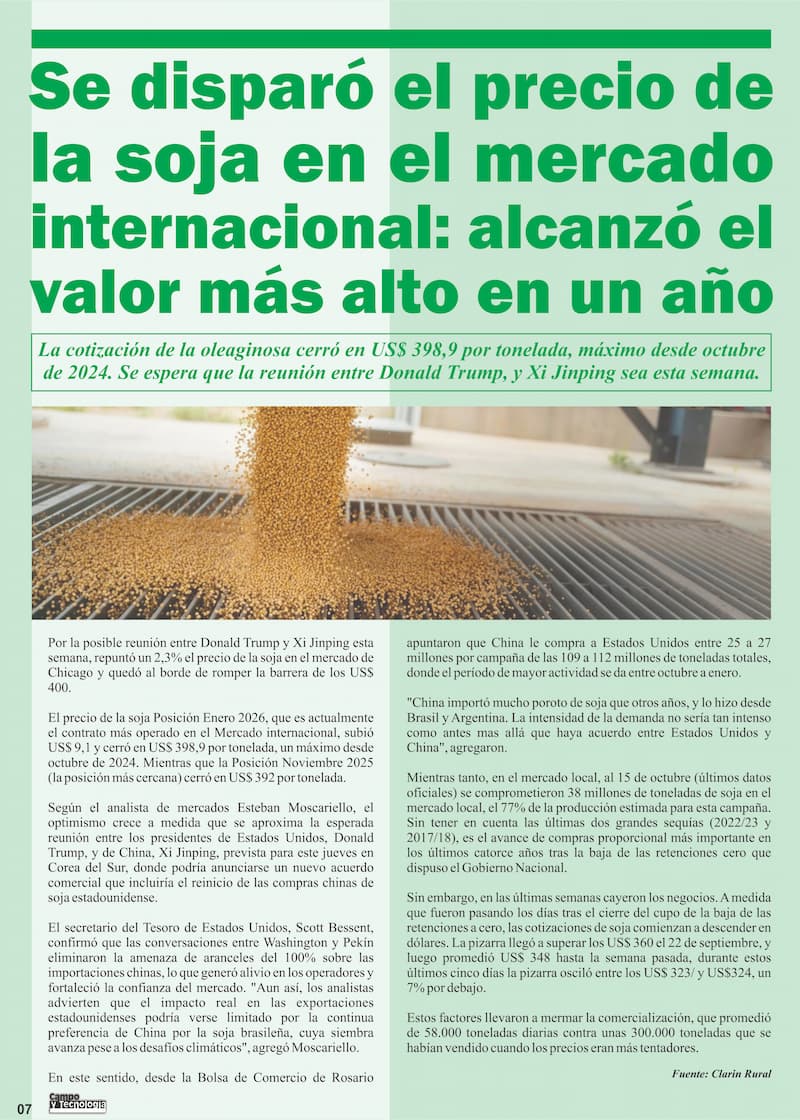 Se disparó el precio de
la soja en el mercado
internacional: alcanzó el
valor más alto en un año
La cotización de la oleaginosa cerró en US$ 398,9 por tonelada, máximo desde octubre
de 2024. Se espera que la reunión entre Donald Trump, y Xi Jinping sea esta semana.
Por la posible reunión entre Donald Trump y Xi Jinping esta
semana, repuntó un 2,3% el precio de la soja en el mercado de
Chicago y quedó al borde de romper la barrera de los US$
400.
El precio de la soja Posición Enero 2026, que es actualmente
el contrato más operado en el Mercado internacional, subió
US$ 9,1 y cerró en US$ 398,9 por tonelada, un máximo desde
octubre de 2024. Mientras que la Posición Noviembre 2025
(la posición más cercana) cerró en US$ 392 por tonelada.
Según el analista de mercados Esteban Moscariello, el
optimismo crece a medida que se aproxima la esperada
reunión entre los presidentes de Estados Unidos, Donald
Trump, y de China, Xi Jinping, prevista para este jueves en
Corea del Sur, donde podría anunciarse un nuevo acuerdo
comercial que incluiría el reinicio de las compras chinas de
soja estadounidense.
El secretario del Tesoro de Estados Unidos, Scott Bessent,
confirmó que las conversaciones entre Washington y Pekín
eliminaron la amenaza de aranceles del 100% sobre las
importaciones chinas, lo que generó alivio en los operadores y
fortaleció la confianza del mercado. "Aun así, los analistas
advierten que el impacto real en las exportaciones
estadounidenses podría verse limitado por la continua
preferencia de China por la soja brasileña, cuya siembra
avanza pese a los desafíos climáticos", agregó Moscariello.
En este sentido, desde la Bolsa de Comercio de Rosario
apuntaron que China le compra a Estados Unidos entre 25 a 27
millones por campaña de las 109 a 112 millones de toneladas totales,
donde el período de mayor actividad se da entre octubre a enero.
"China importó mucho poroto de soja que otros años, y lo hizo desde
Brasil y Argentina. La intensidad de la demanda no sería tan intenso
como antes mas allá que haya acuerdo entre Estados Unidos y
China", agregaron.
Mientras tanto, en el mercado local, al 15 de octubre (últimos datos
oficiales) se comprometieron 38 millones de toneladas de soja en el
mercado local, el 77% de la producción estimada para esta campaña.
Sin tener en cuenta las últimas dos grandes sequías (2022/23 y
2017/18), es el avance de compras proporcional más importante en
los últimos catorce años tras la baja de las retenciones cero que
dispuso el Gobierno Nacional.
Sin embargo, en las últimas semanas cayeron los negocios. A medida
que fueron pasando los días tras el cierre del cupo de la baja de las
retenciones a cero, las cotizaciones de soja comienzan a descender en
dólares. La pizarra llegó a superar los US$ 360 el 22 de septiembre, y
luego promedió US$ 348 hasta la semana pasada, durante estos
últimos cinco días la pizarra osciló entre los US$ 323/ y US$324, un
7% por debajo.
Estos factores llevaron a mermar la comercialización, que promedió
de 58.000 toneladas diarias contra unas 300.000 toneladas que se
habían vendido cuando los precios eran más tentadores.
Fuente: Clarín Rural
07
Campo
y Tecnología